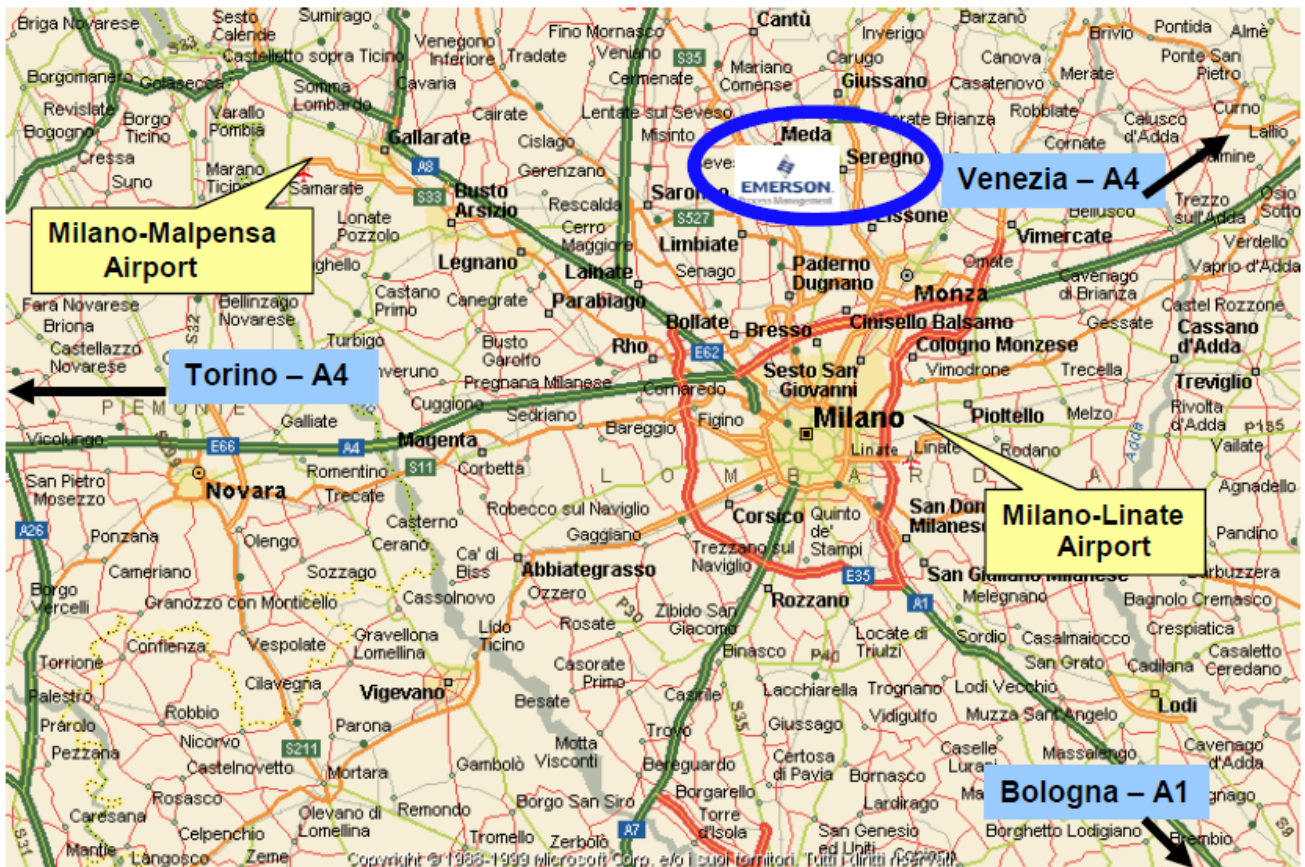 Briga Novarese
Sesto
Calende
Sumirago
Venegono
Inferiore
Tradate
Fino Mornasco
Veniano
Cermenate
S35
Cantù
Mariano
Comense
Inverigo
Carugo
Giussano
Barzano
Canova
Casatenovo
Merate
Brivio
Pontida
Almè
Ponte San
Pietro
Borgomanero
Golasecca
Castelletto sopra Ticino
Somma
Lombardo
Cavaria
Cairate
Cislago
Lentate sul Seveso
Misinto
Meda
Seregno
Robbiate
Cornate
Calusco
d'Adda
Curno
Lallio
Revislate
Bogogno
Borgo
Ticino
Varallo
Pombia
Gallarate
A8
Gerenzano
EMERSON
Process Management
Venezia – A4
Cressa
Suno
Marano
Ticino
Samarate
S33
Busto
Arsizio
Rescalda
S527
Limbiate
Vimercate
Bellusco
Trezzo
sull'Adda
Osio
Sotto
Milano-Malpensa
Airport
Lonate
Pozzolo
Legnano
Cerro
Maggiore
Lainate
Senago
Paderno
Dugnano
Monza
Ornate
Cavenago
di Brianza
Verdello
Vaprio d'Adda
Fara Novarese
Briona
Castellazzo
Novarese
Bellinzago
Novarese
S32
Castano
Primo
Canegrate
Parabiago
Bollate
Bresso
Cinisello Balsamo
Castel Rozzone
Gessate
Cassano
d'Adda
Turbigo
Busto
Garolfo
Rho
E62
Sesto San
Giovanni
Cologno Monzese
Vimodrone
Trecella
Treviglio
Torino – A4
Pregnana Milanese
Cornaredo
PIEMONTE
Galliate
Cuggiono
Sedriano
Bareggio
Figino
Milano
Pioltello
Melzo
Rivolta
d'Adda
P185
Vicolungo
E66
A4
Magenta
S11
Corbetta
Linate
Linate
Rodano
Adda
Vailate
San Pietro
Mosezzo
Novara
Romentino
Trecate
LOMBARDA
Agnadello
A26
Ponzana
Olengo
Casterno
Cerano
Robecco sul Naviglio
Gaggiano
Corsico
Quinto
de'
Stampi
Milano-Linate
Airport
Pandino
Borgo
Vercelli
Cameriano
Sozzago
Ca' di
Biss
Abbiategrasso
Trezzano sul
Naviglio
E35
San Giuliano Milanese
Granozzo con Monticello
Cassolnovo
Ozzero
P30
Zibido San
Giacomo
Rozzano
A1
Melegnano
Bagnolo Cremasco
Torrione
Confienza
Vespolate
Gravellona
Lomellina
Lido
Ticino
Rosate
Binasco
P40
Locate di
Triulzi
Sordio
Casalmaiocco
Crespiatica
Casaletto
Ceredano
Palestro
Cilavegna
Vigevano
Casorate
Primo
Casirile
S35
Lacchiarella
Trognano
Lodi Vecchio
San Grato
Cadilana
Lodi
Prarolo
Robbio
Parona
Besate
Trovo
Giussago
Vidigulfo
Muzza Sant'Angelo
Pezzana
Nicorvo
S211
Castelnovetto
Mortara
Gambolò
Motta
Visconti
Bereguardo
Certosa
di Pavia
Bornasco
Caselle
Massalengo
Cavenago
d'Adda
Rosasco
Caresana
Olevano di
Lomellina
Remondo
Borgo San Siro
Borgarello
Torre
d'Isola
Lardirago
Bologna – A1
S31
Celpenchio
Langosco
Zeme
Tromello
Zerbolò
A7
San Genesio
ed Uniti
Borghetto Lodigiano
Brembio
S9
Copyright © 1988-1999 Microsoft Corp. e/o i suoi fornitori. Tutti i diritti riservati.